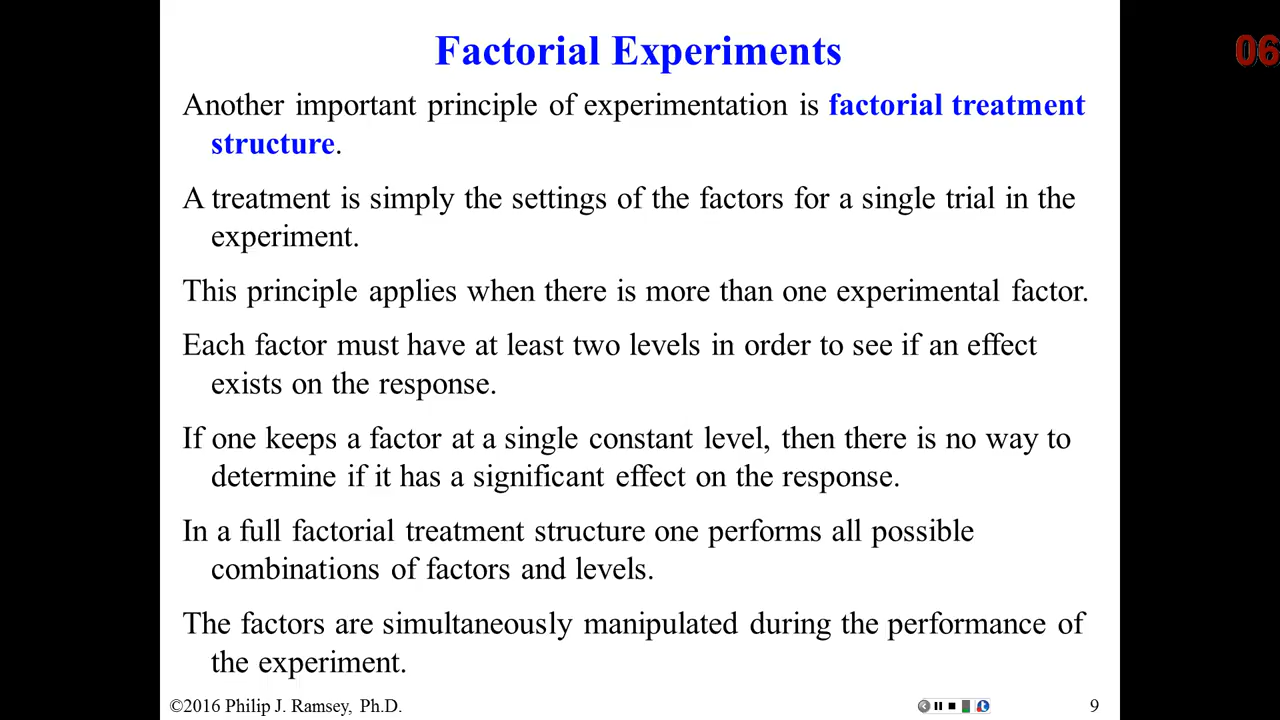 Factorial Experiments
06
Another important principle of experimentation is factorial treatment
structure.
A treatment is simply the settings of the factors for a single trial in the
experiment.
This principle applies when there is more than one experimental factor.
Each factor must have at least two levels in order to see if an effect
exists on the response.
If one keeps a factor at a single constant level, then there is no way to
determine if it has a significant effect on the response.
In a full factorial treatment structure one performs all possible
combinations of factors and levels.
The factors are simultaneously manipulated during the performance of
the experiment.
©2016 Philip J. Ramsey, Ph.D.
9